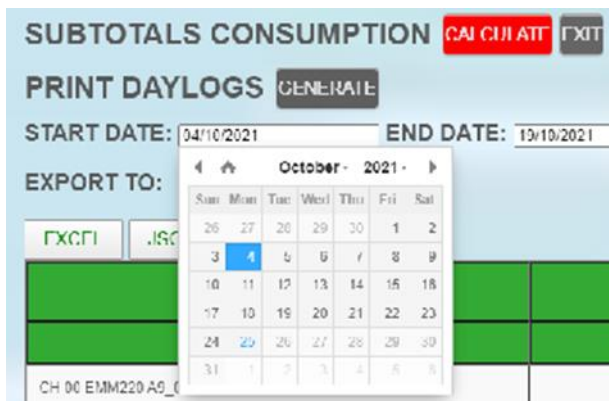 SUBTOTALS CONSUMPTION CALCULATE EXIT
PRINT DAYLOGS GENERATE
START DATE: 04/10/2021 END DATE: 19/10/2021
October 2021
EXPORT TO:
Sun Mon Tue Wed Thu Fri Sat
26 27 28 29 30 1 2
EXCEL
3 4 5 6 7 8 9
10 11 12 13 14 15 16
17 18 19 20 21 22 23
24 25 26 27 28 29 30
31 1 2 3 4 5 6
CH 00 EMM220 A9